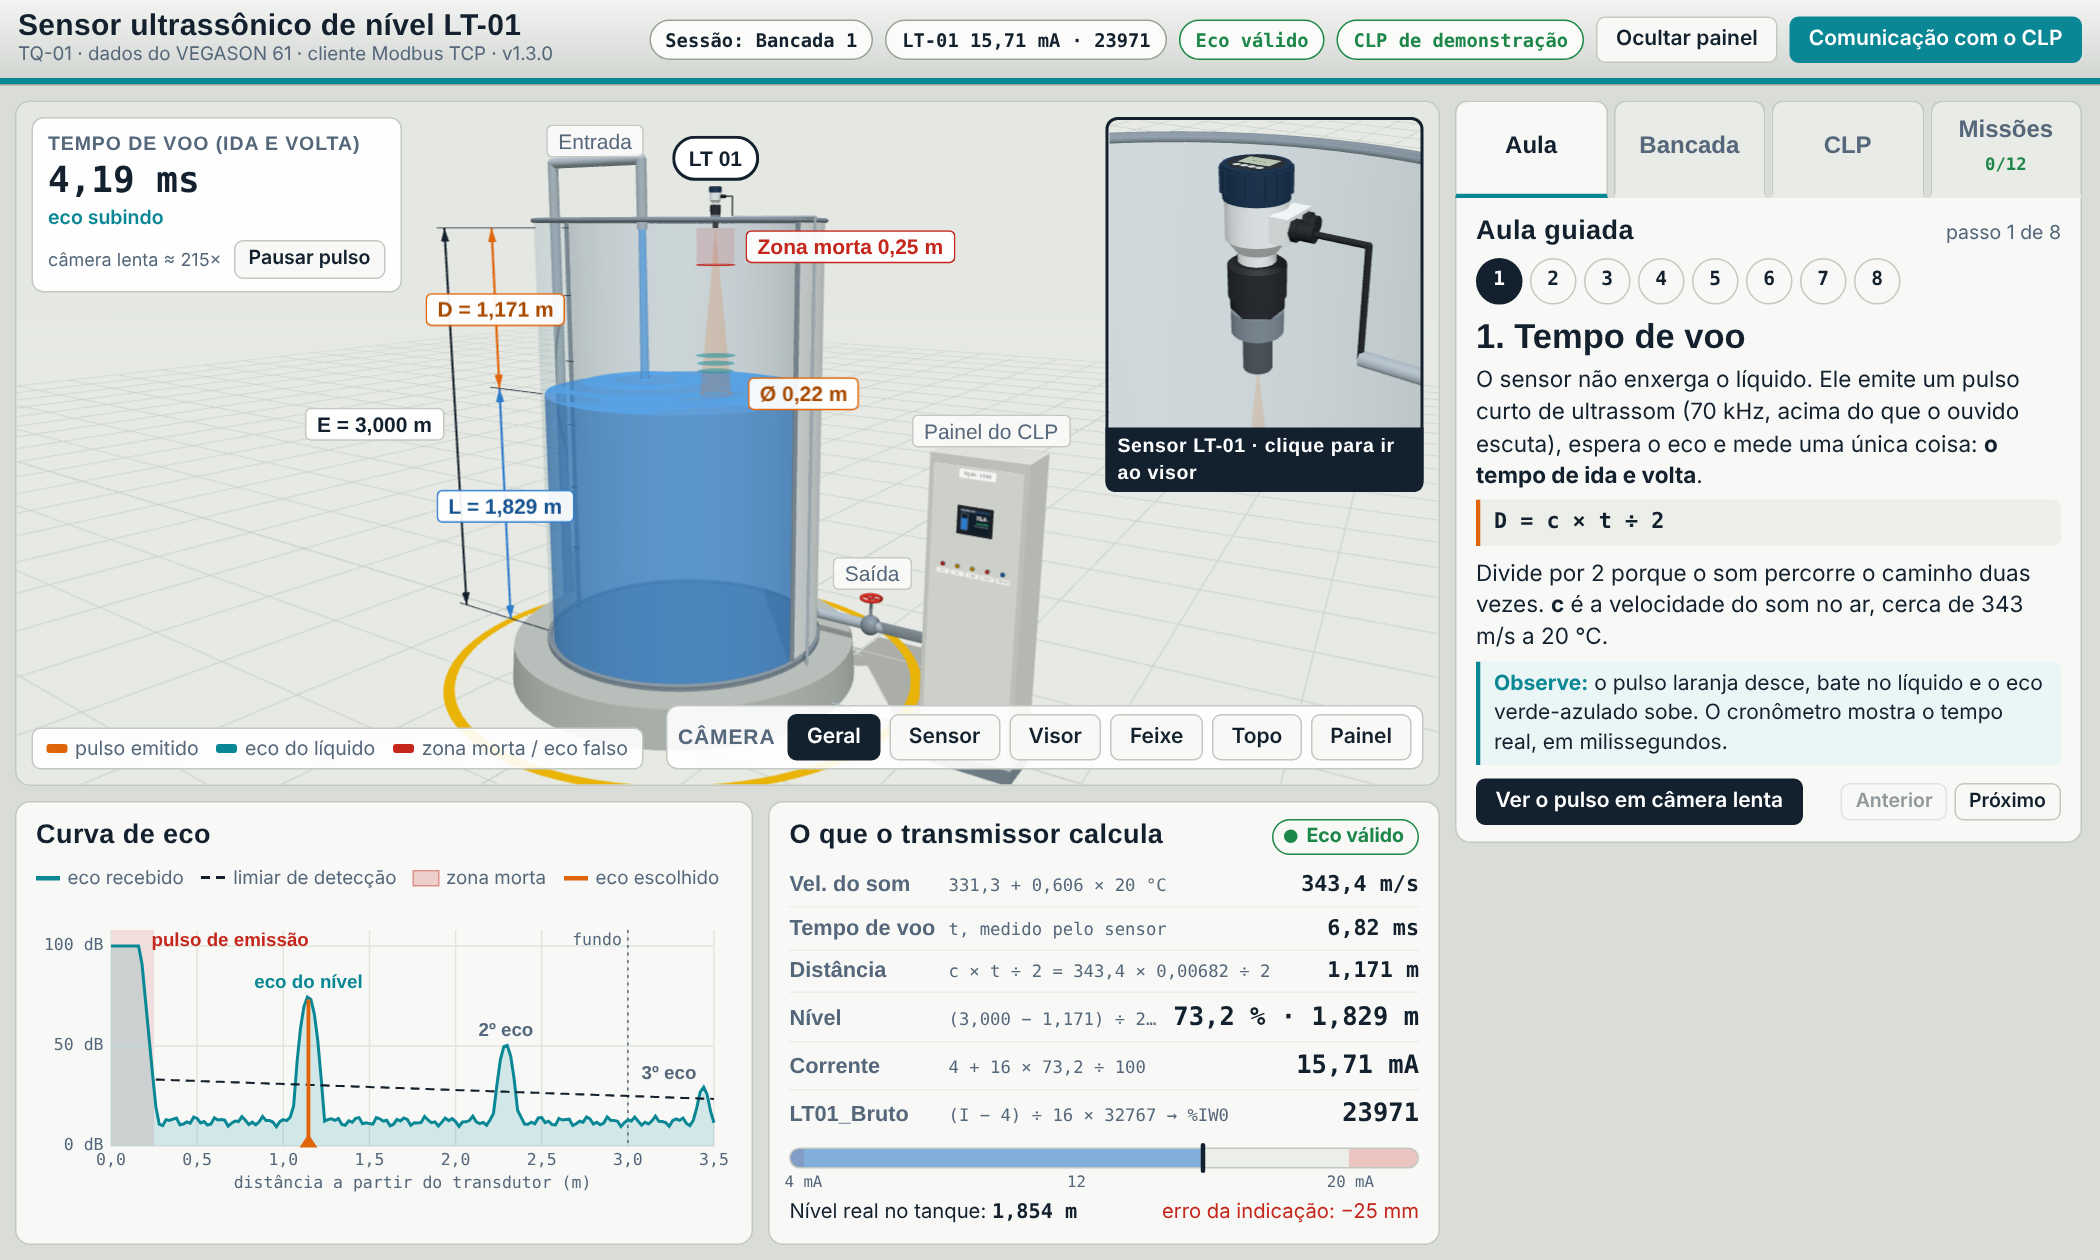 Sensor ultrassônico de nível LT-01
TQ-01 · dados do VEGASON 61 · cliente Modbus TCP · v1.3.0
Sessão: Bancada 1
LT-01 15,71 mA · 23971
Eco válido
CLP de demonstração
Ocultar painel
Comunicação com o CLP
TEMPO DE VOO (IDA E VOLTA)
4,19 ms
eco subindo
câmera lenta ≈ 215×
Pausar pulso
Entrada
LT 01
Zona morta 0,25 m
D = 1,171 m
Ø 0,22 m
E = 3,000 m
L = 1,829 m
Painel do CLP
Saída
Sensor LT-01 · clique para ir
ao visor
pulso emitido
eco do líquido
zona morta / eco falso
CÂMERA
Geral
Sensor
Visor
Feixe
Topo
Painel
Curva de eco
eco recebido
limiar de detecção
zona morta
eco escolhido
100 dB
50 dB
0 dB
pulso de emissão
eco do nível
2º eco
3º eco
fundo
0,0
0,5
1,0
1,5
2,0
2,5
3,0
3,5
distância a partir do transdutor (m)
O que o transmissor calcula
Eco válido
Vel. do som 331,3 + 0,606 × 20 °C 343,4 m/s
Tempo de voo t, medido pelo sensor 6,82 ms
Distância c × t ÷ 2 = 343,4 × 0,00682 ÷ 2 1,171 m
Nível (3,000 − 1,171) ÷ 2… 73,2 % · 1,829 m
Corrente 4 + 16 × 73,2 ÷ 100 15,71 mA
LT01_Bruto (I − 4) ÷ 16 × 32767 → %IW0 23971
4 mA
12
20 mA
Nível real no tanque: 1,854 m
erro da indicação: −25 mm
Aula
Bancada
CLP
Missões
0/12
Aula guiada
passo 1 de 8
1 2 3 4 5 6 7 8
1. Tempo de voo
O sensor não enxerga o líquido. Ele emite um pulso
curto de ultrassom (70 kHz, acima do que o ouvido
escuta), espera o eco e mede uma única coisa: o
tempo de ida e volta.
D = c × t ÷ 2
Divide por 2 porque o som percorre o caminho duas
vezes. c é a velocidade do som no ar, cerca de 343
m/s a 20 °C.
Observe: o pulso laranja desce, bate no líquido e o eco
verde-azulado sobe. O cronômetro mostra o tempo
real, em milissegundos.
Ver o pulso em câmera lenta
Anterior
Próximo